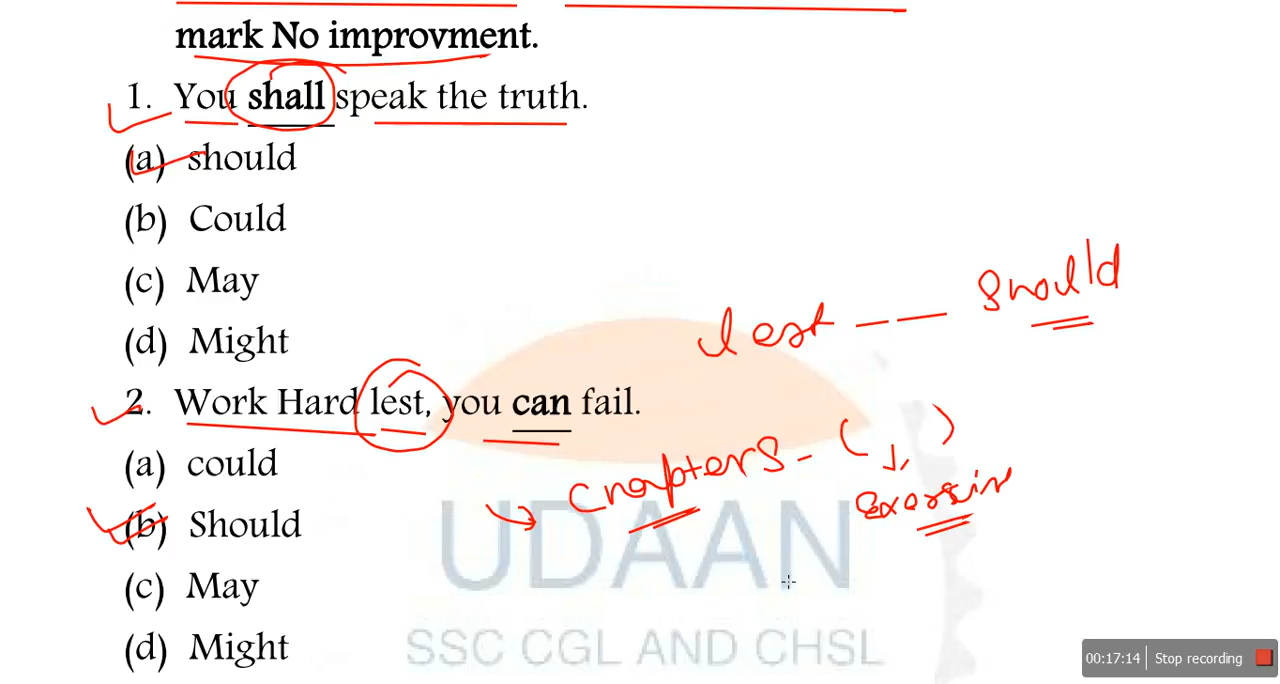 mark No improvment.
1. You shall speak the truth.
(a) should
(b) Could
(c) May
(d) Might
lest -- should
2. Work Hard lest, you can fail.
(a) could
chapters - ( )
(b) Should
(c) May
(d) Might
UDAAN
SSC CGL AND CHSL
00:17:14 Stop recording